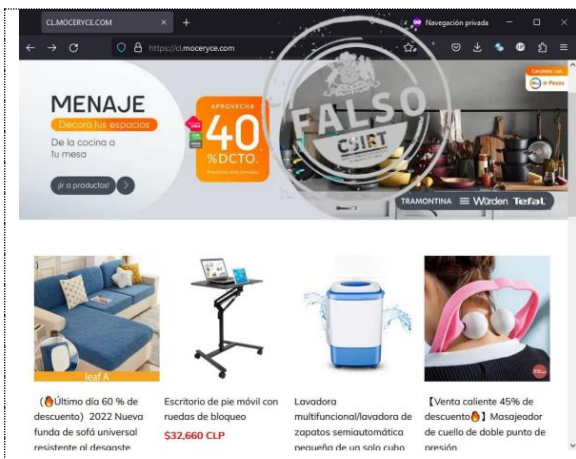 CL.MOCERYCE.COM
Navegación privada
https://cl.moceryce.com
MENAJE
Decora tus espacios
De la cocina a
tu mesa
¡Ir a productos!
APROVECHA
40
%DCTO.
FALSO
CSIRT
TRAMONTINA Würden Tefal
leaf A
(🔥Último día 60 % de
descuento) 2022 Nueva
funda de sofá universal
resistente al desgaste
Escritorio de pie móvil con
ruedas de bloqueo
$32,660 CLP
Lavadora
multifuncional/lavadora de
zapatos semiautomática
pequeña de un solo cubo
【Venta caliente 45% de
descuento🔥】Masajeador
de cuello de doble punto de
presión